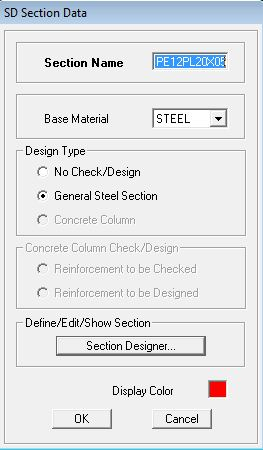 SD Section Data
Section Name PE12PL20X05
Base Material STEEL
Design Type
No Check/Design
General Steel Section
Concrete Column
Concrete Column Check/Design
Reinforcement to be Checked
Reinforcement to be Designed
Define/Edit/Show Section
Section Designer...
Display Color
OK Cancel